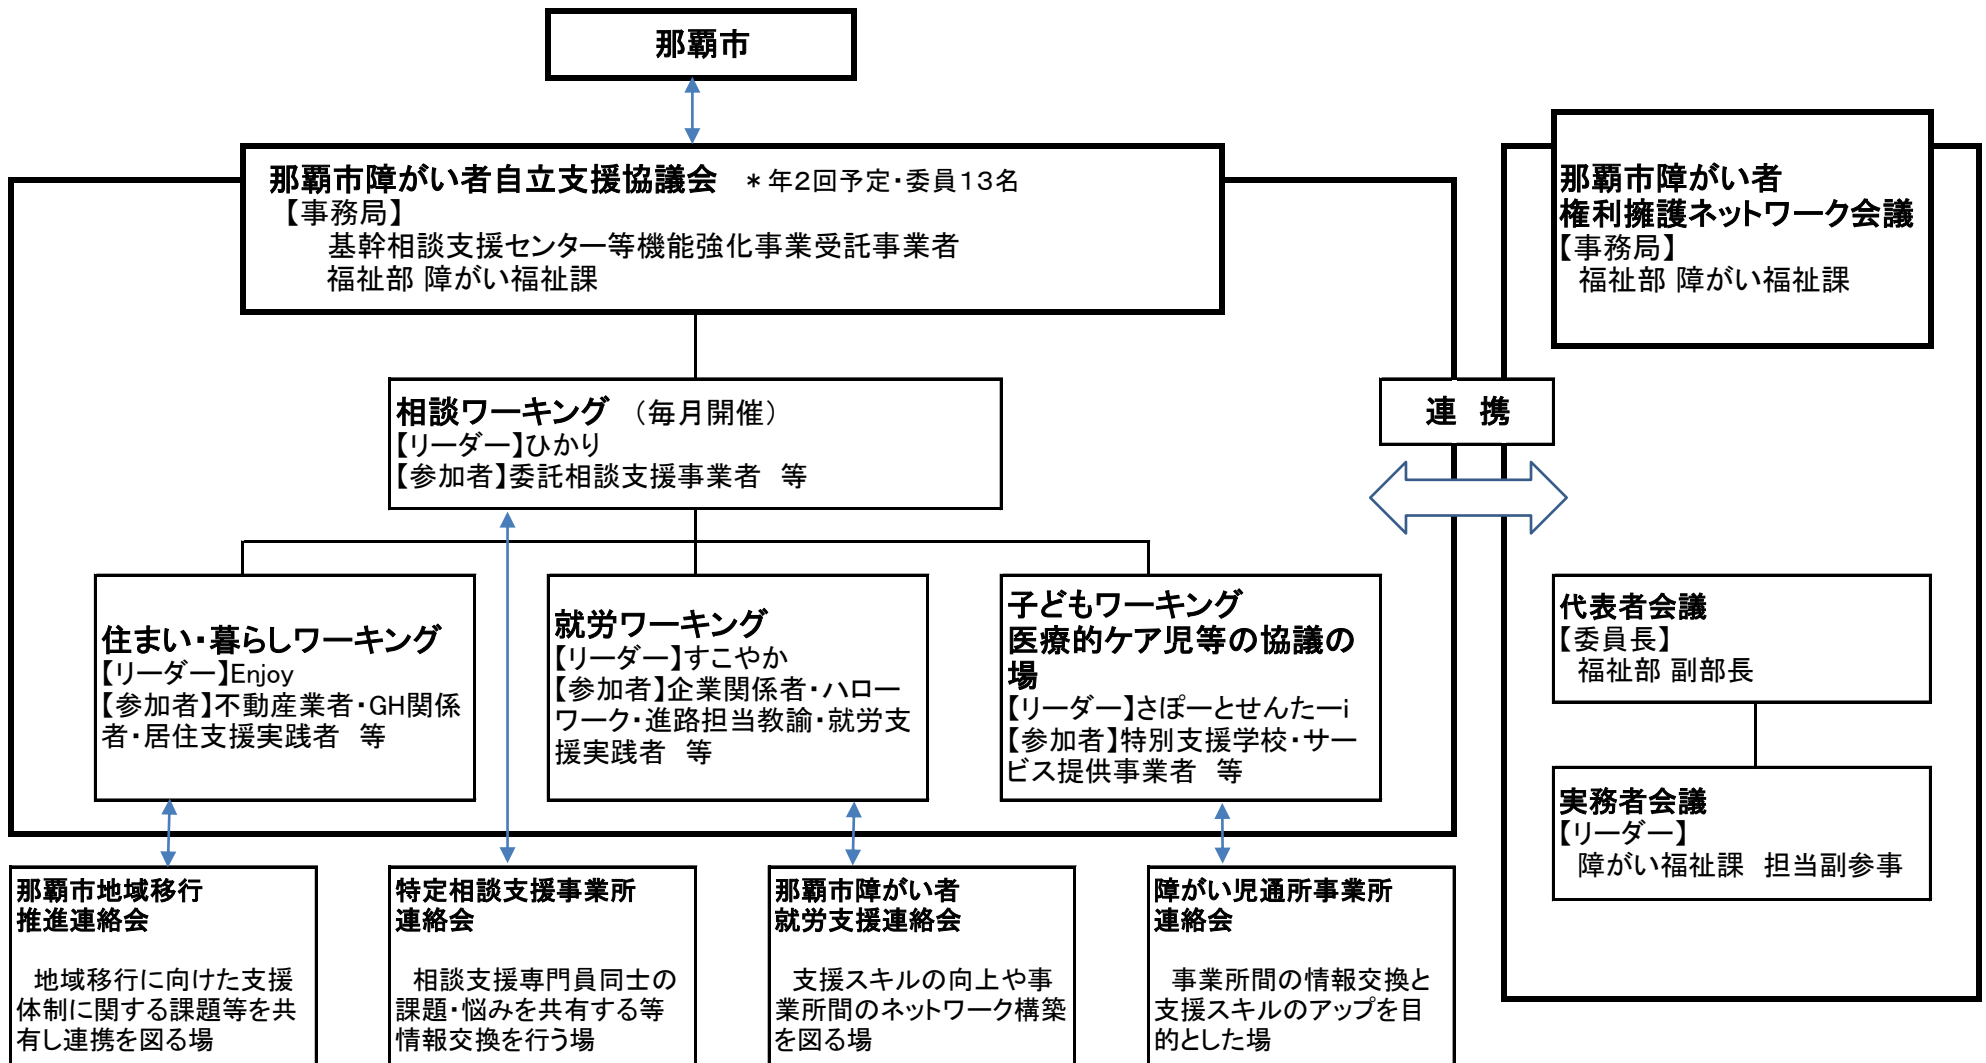 那覇市
那覇市障がい者自立支援協議会　＊年2回予定・委員13名
【事務局】
基幹相談支援センター等機能強化事業受託事業者
福祉部 障がい福祉課
那覇市障がい者
権利擁護ネットワーク会議
【事務局】
福祉部 障がい福祉課
相談ワーキング　（毎月開催）
【リーダー】ひかり
【参加者】委託相談支援事業者　等
連　携
住まい・暮らしワーキング
【リーダー】Enjoy
【参加者】不動産業者・GH関係
者・居住支援実践者　等
就労ワーキング
【リーダー】すこやか
【参加者】企業関係者・ハロー
ワーク・進路担当教諭・就労支
援実践者　等
子どもワーキング
医療的ケア児等の協議の
場
【リーダー】さぽーとせんたーi
【参加者】特別支援学校・サー
ビス提供事業者　等
代表者会議
【委員長】
福祉部 副部長
実務者会議
【リーダー】
障がい福祉課　担当副参事
那覇市地域移行
推進連絡会
地域移行に向けた支援
体制に関する課題等を共
有し連携を図る場
特定相談支援事業所
連絡会
相談支援専門員同士の
課題・悩みを共有する等
情報交換を行う場
那覇市障がい者
就労支援連絡会
支援スキルの向上や事
業所間のネットワーク構築
を図る場
障がい児通所事業所
連絡会
事業所間の情報交換と
支援スキルのアップを目
的とした場